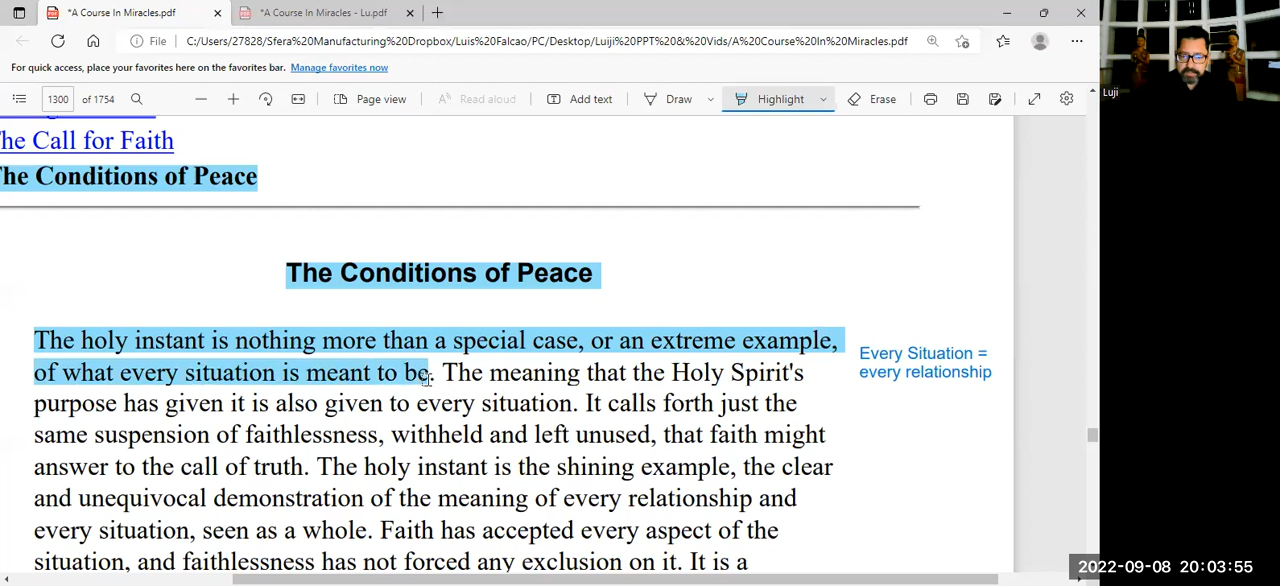 *A Course In Miracles.pdf
*A Course In Miracles - Lu.pdf
File
C:/Users/27828/Sfera%20Manufacturing%20Dropbox/Luis%20Falcao/PC/Desktop/Luiji%20PPT%20&%20Vids/A%20Course%20In%20Miracles.pdf
For quick access, place your favorites here on the favorites bar. Manage favorites now
1300 of 1754
Page view
Read aloud
Add text
Draw
Highlight
Erase
Luji
he Call for Faith
he Conditions of Peace
The Conditions of Peace
The holy instant is nothing more than a special case, or an extreme example,
of what every situation is meant to be. The meaning that the Holy Spirit's
purpose has given it is also given to every situation. It calls forth just the
same suspension of faithlessness, withheld and left unused, that faith might
answer to the call of truth. The holy instant is the shining example, the clear
and unequivocal demonstration of the meaning of every relationship and
every situation, seen as a whole. Faith has accepted every aspect of the
situation, and faithlessness has not forced any exclusion on it. It is a
Every Situation =
every relationship
2022-09-08 20:03:55